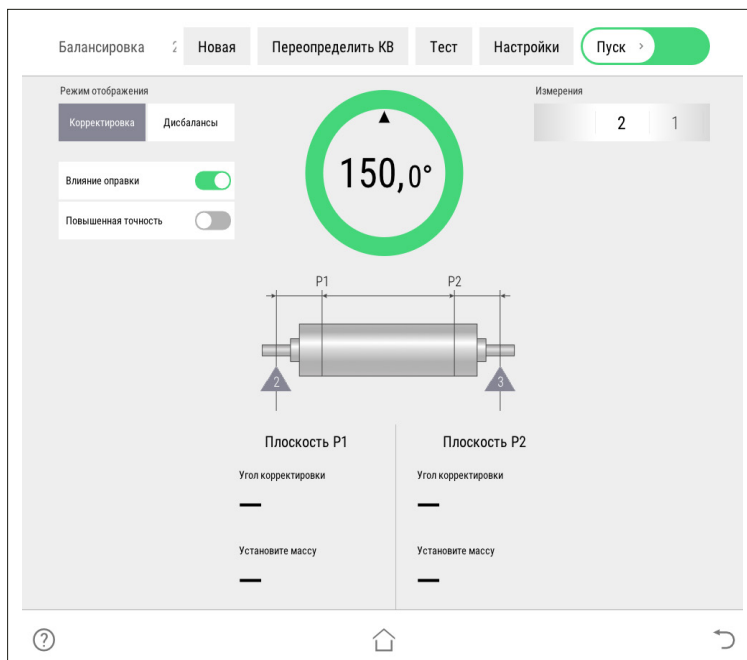 Балансировка 2 Новая Переопределить КВ Тест Настройки Пуск
Режим отображения
Измерения
Корректировка Дисбалансы
2 1
Влияние оправки
Повышенная точность
150,0°
P1 P2
2 3
Плоскость P1 Плоскость P2
Угол корректировки Угол корректировки
— —
Установите массу Установите массу
— —
?